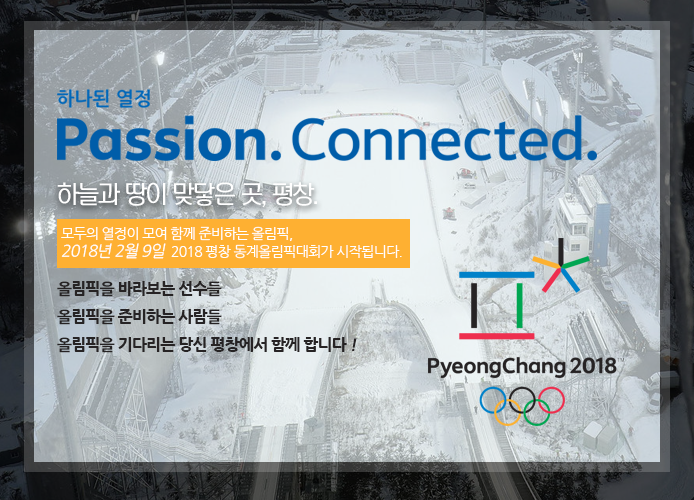 하나된 열정
Passion. Connected.
하늘과 땅이 맞닿은 곳, 평창.
모두의 열정이 모여 함께 준비하는 올림픽,
2018년 2월 9일 2018 평창 동계올림픽대회가 시작됩니다.
올림픽을 바라보는 선수들
올림픽을 준비하는 사람들
올림픽을 기다리는 당신 평창에서 함께 합니다 !
PyeongChang 2018